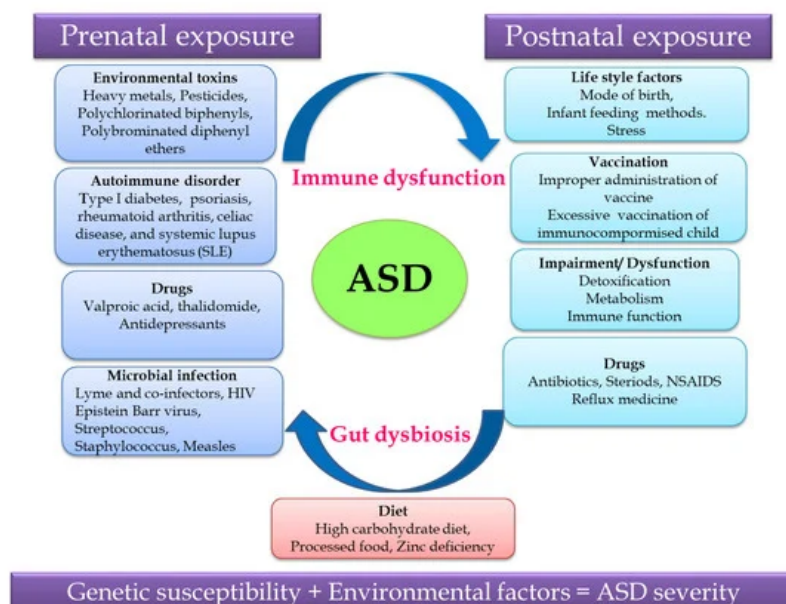 Prenatal exposure
Environmental toxins
Heavy metals, Pesticides,
Polychlorinated biphenyls,
Polybrominated diphenyl
ethers
Autoimmune disorder
Type I diabetes, psoriasis,
rheumatoid arthritis, celiac
disease, and systemic lupus
erythematosus (SLE)
Drugs
Valproic acid, thalidomide,
Antidepressants
Microbial infection
Lyme and co-infectors, HIV
Epistein Barr virus,
Streptococcus,
Staphylococcus, Measles
Immune dysfunction
ASD
Gut dysbiosis
Diet
High carbohydrate diet,
Processed food, Zinc deficiency
Postnatal exposure
Life style factors
Mode of birth,
Infant feeding methods.
Stress
Vaccination
Improper administration of
vaccine
Excessive vaccination of
immunocompormised child
Impairment/ Dysfunction
Detoxification
Metabolism
Immune function
Drugs
Antibiotics, Steriods, NSAIDS
Reflux medicine
Genetic susceptibility + Environmental factors = ASD severity